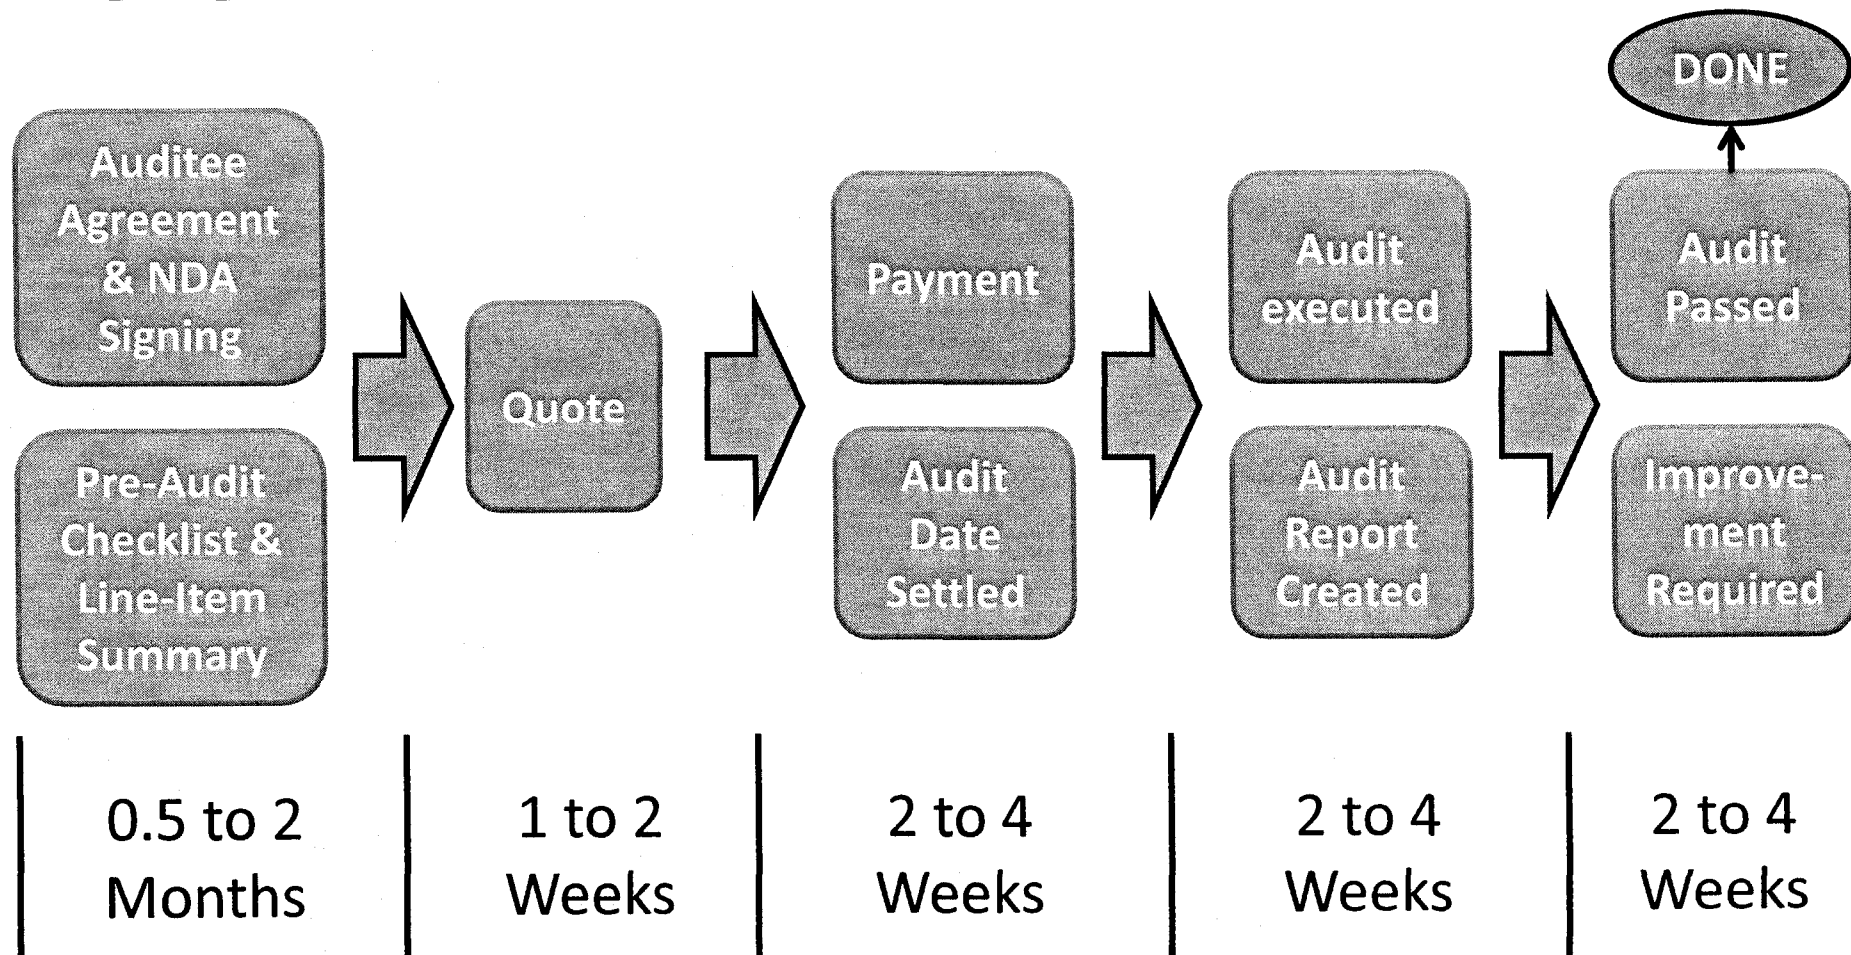 DONE
Auditee
Agreement
& NDA
Signing
Pre-Audit
Checklist &
Line-Item
Summary
Quote
Payment
Audit
Date
Settled
Audit
executed
Audit
Report
Created
Audit
Passed
Improve-
ment
Required
0.5 to 2
Months
1 to 2
Weeks
2 to 4
Weeks
2 to 4
Weeks
2 to 4
Weeks